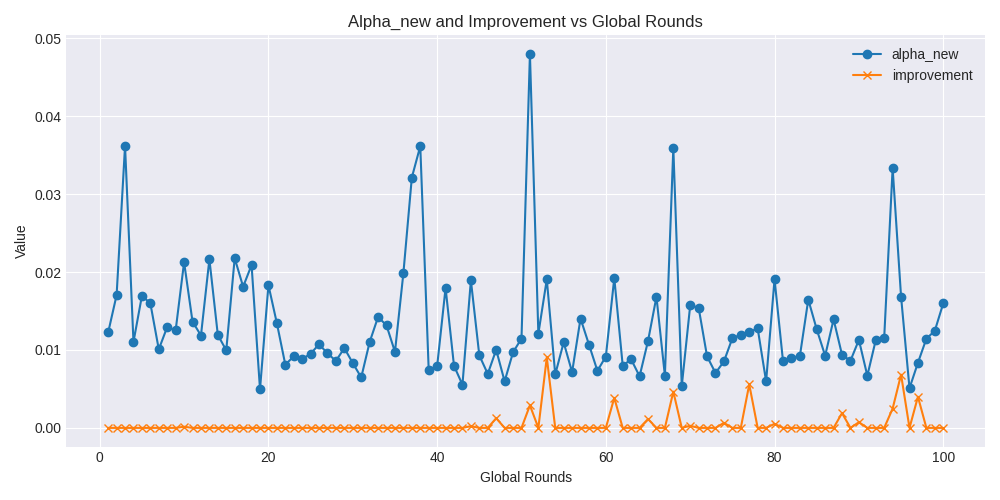 Alpha_new and Improvement vs Global Rounds
0.05
0.04
0.03
0.02
0.01
0.00
Value
alpha_new
improvement
0 20 40 60 80 100
Global Rounds